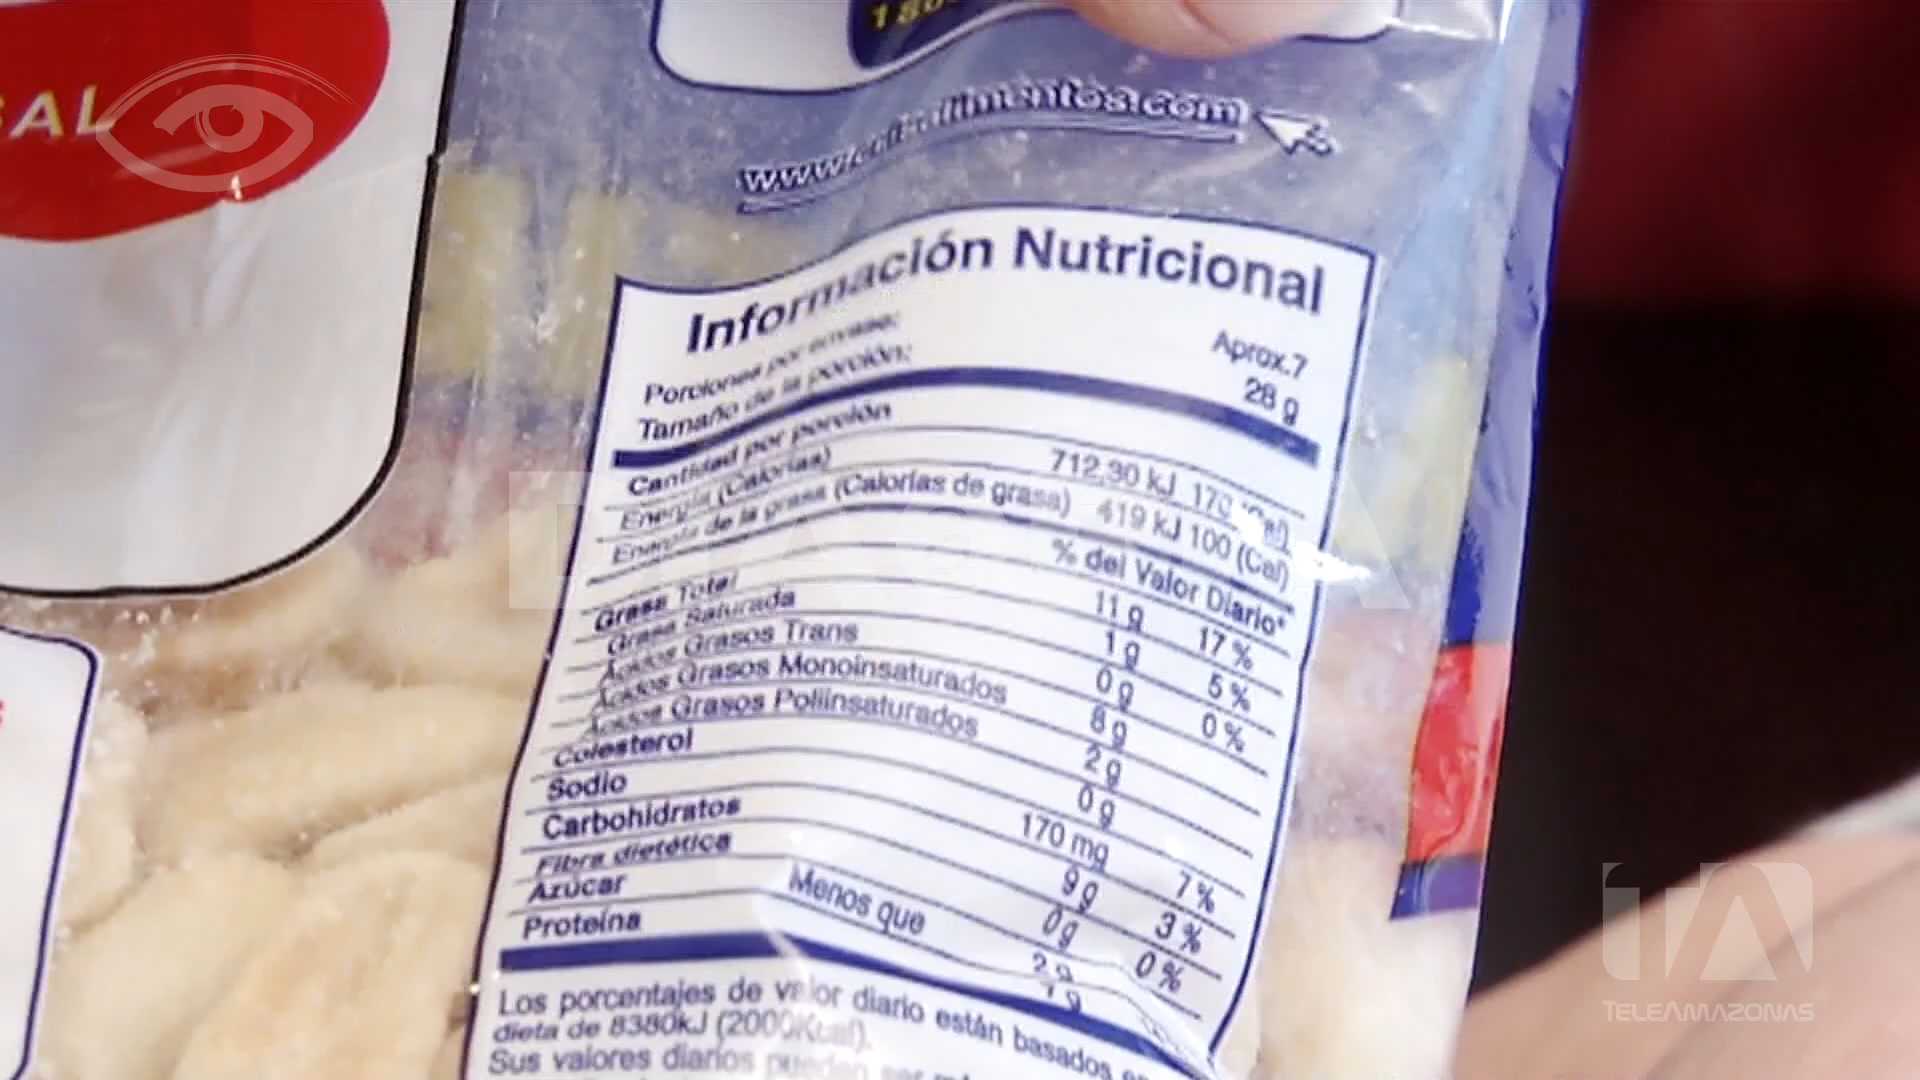 SAL
Información Nutricional
Porciones por envase: Aprox.7
Tamaño de la porción: 28 g
Cantidad por porción
Energía (Calorías) 712,30 kJ 170 (Cal)
Energía de la grasa (Calorías de grasa) 419 kJ 100 (Cal)
% del Valor Diario*
Grasa Total 11 g 17 %
Grasa Saturada 1 g 5 %
Ácidos Grasos Trans 0 g 0 %
Ácidos Grasos Monoinsaturados 8 g
Ácidos Grasos Poliinsaturados 2 g
Colesterol 0 g
Sodio 170 mg 7 %
Carbohidratos 9 g 3 %
Fibra dietética 0 g 0 %
Azúcar Menos que 2 g
Proteína 1 g
Los porcentajes de valor diario están basados
dieta de 8380kJ (2000Kcal).
Sus valores diarios pueden ser
TA
TELEAMAZONAS